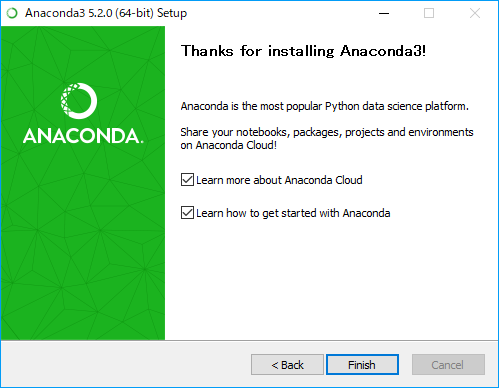 Anaconda3 5.2.0 (64-bit) Setup
Thanks for installing Anaconda3!
ANACONDA.
Anaconda is the most popular Python data science platform.
Share your notebooks, packages, projects and environments
on Anaconda Cloud!
Learn more about Anaconda Cloud
Learn how to get started with Anaconda
< Back
Finish
Cancel